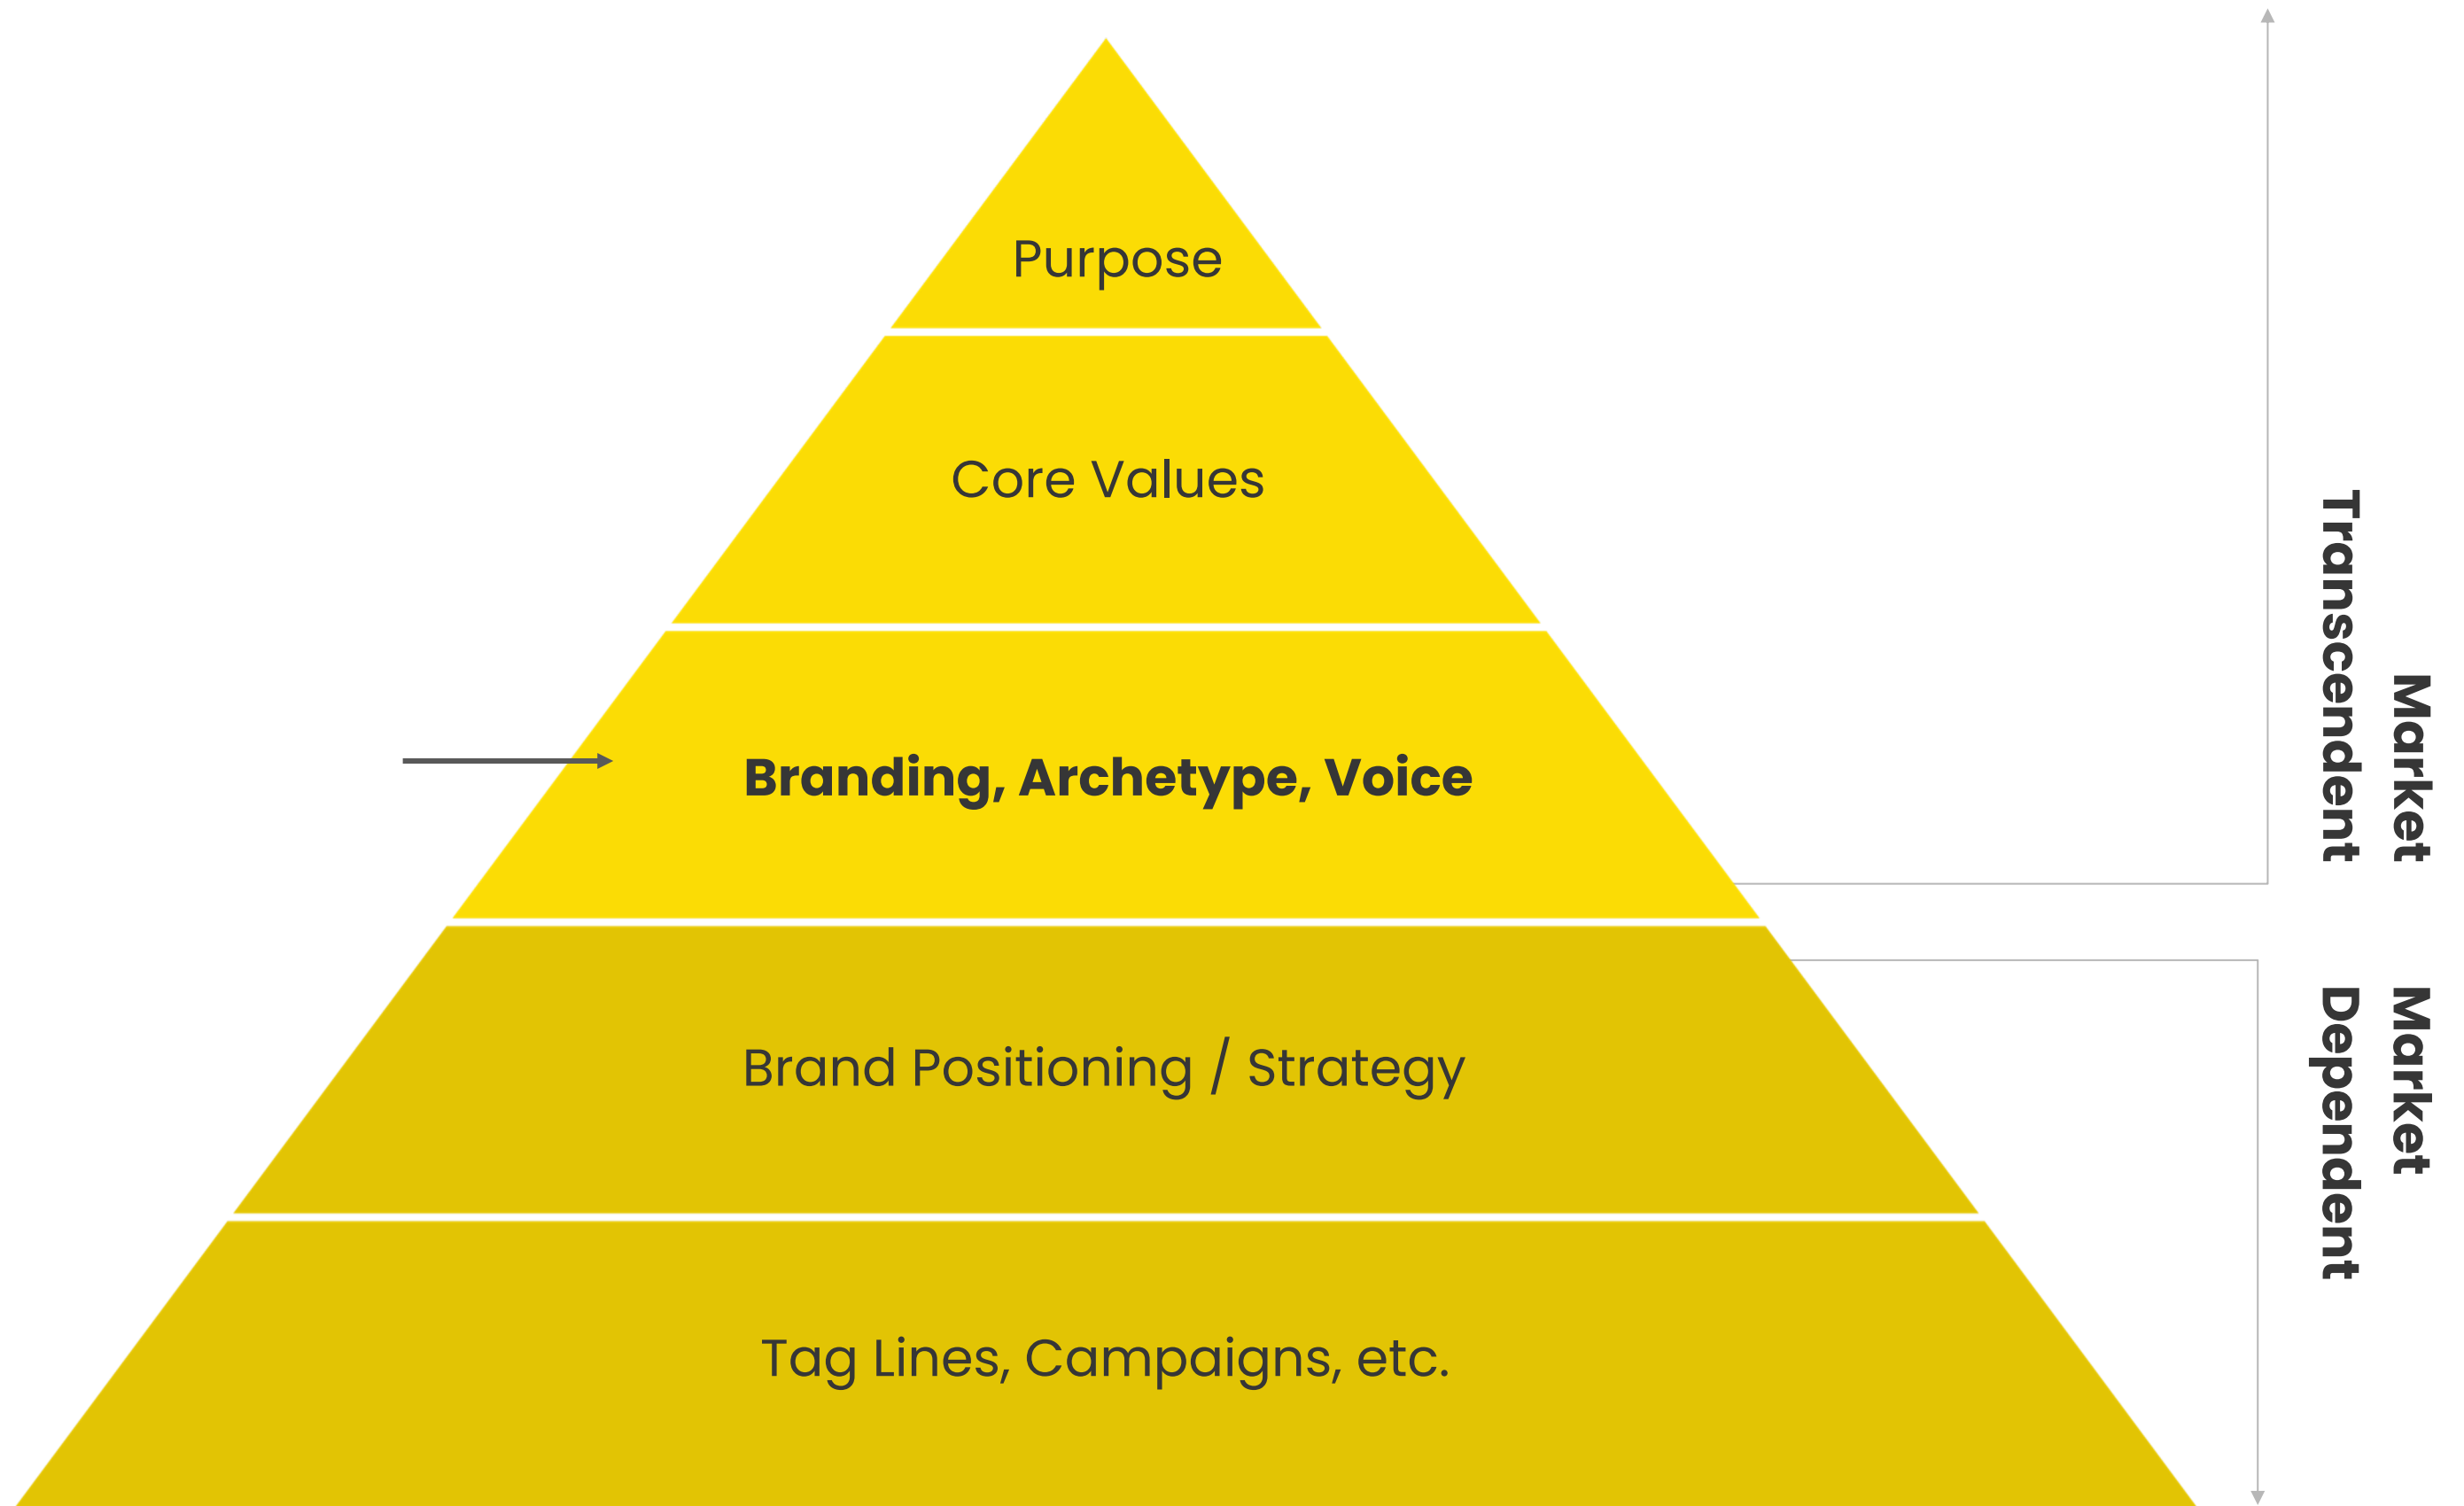 Purpose
Core Values
Branding, Archetype, Voice
Brand Positioning / Strategy
Tag Lines, Campaigns, etc.
Market
Transcendent
Market
Dependent